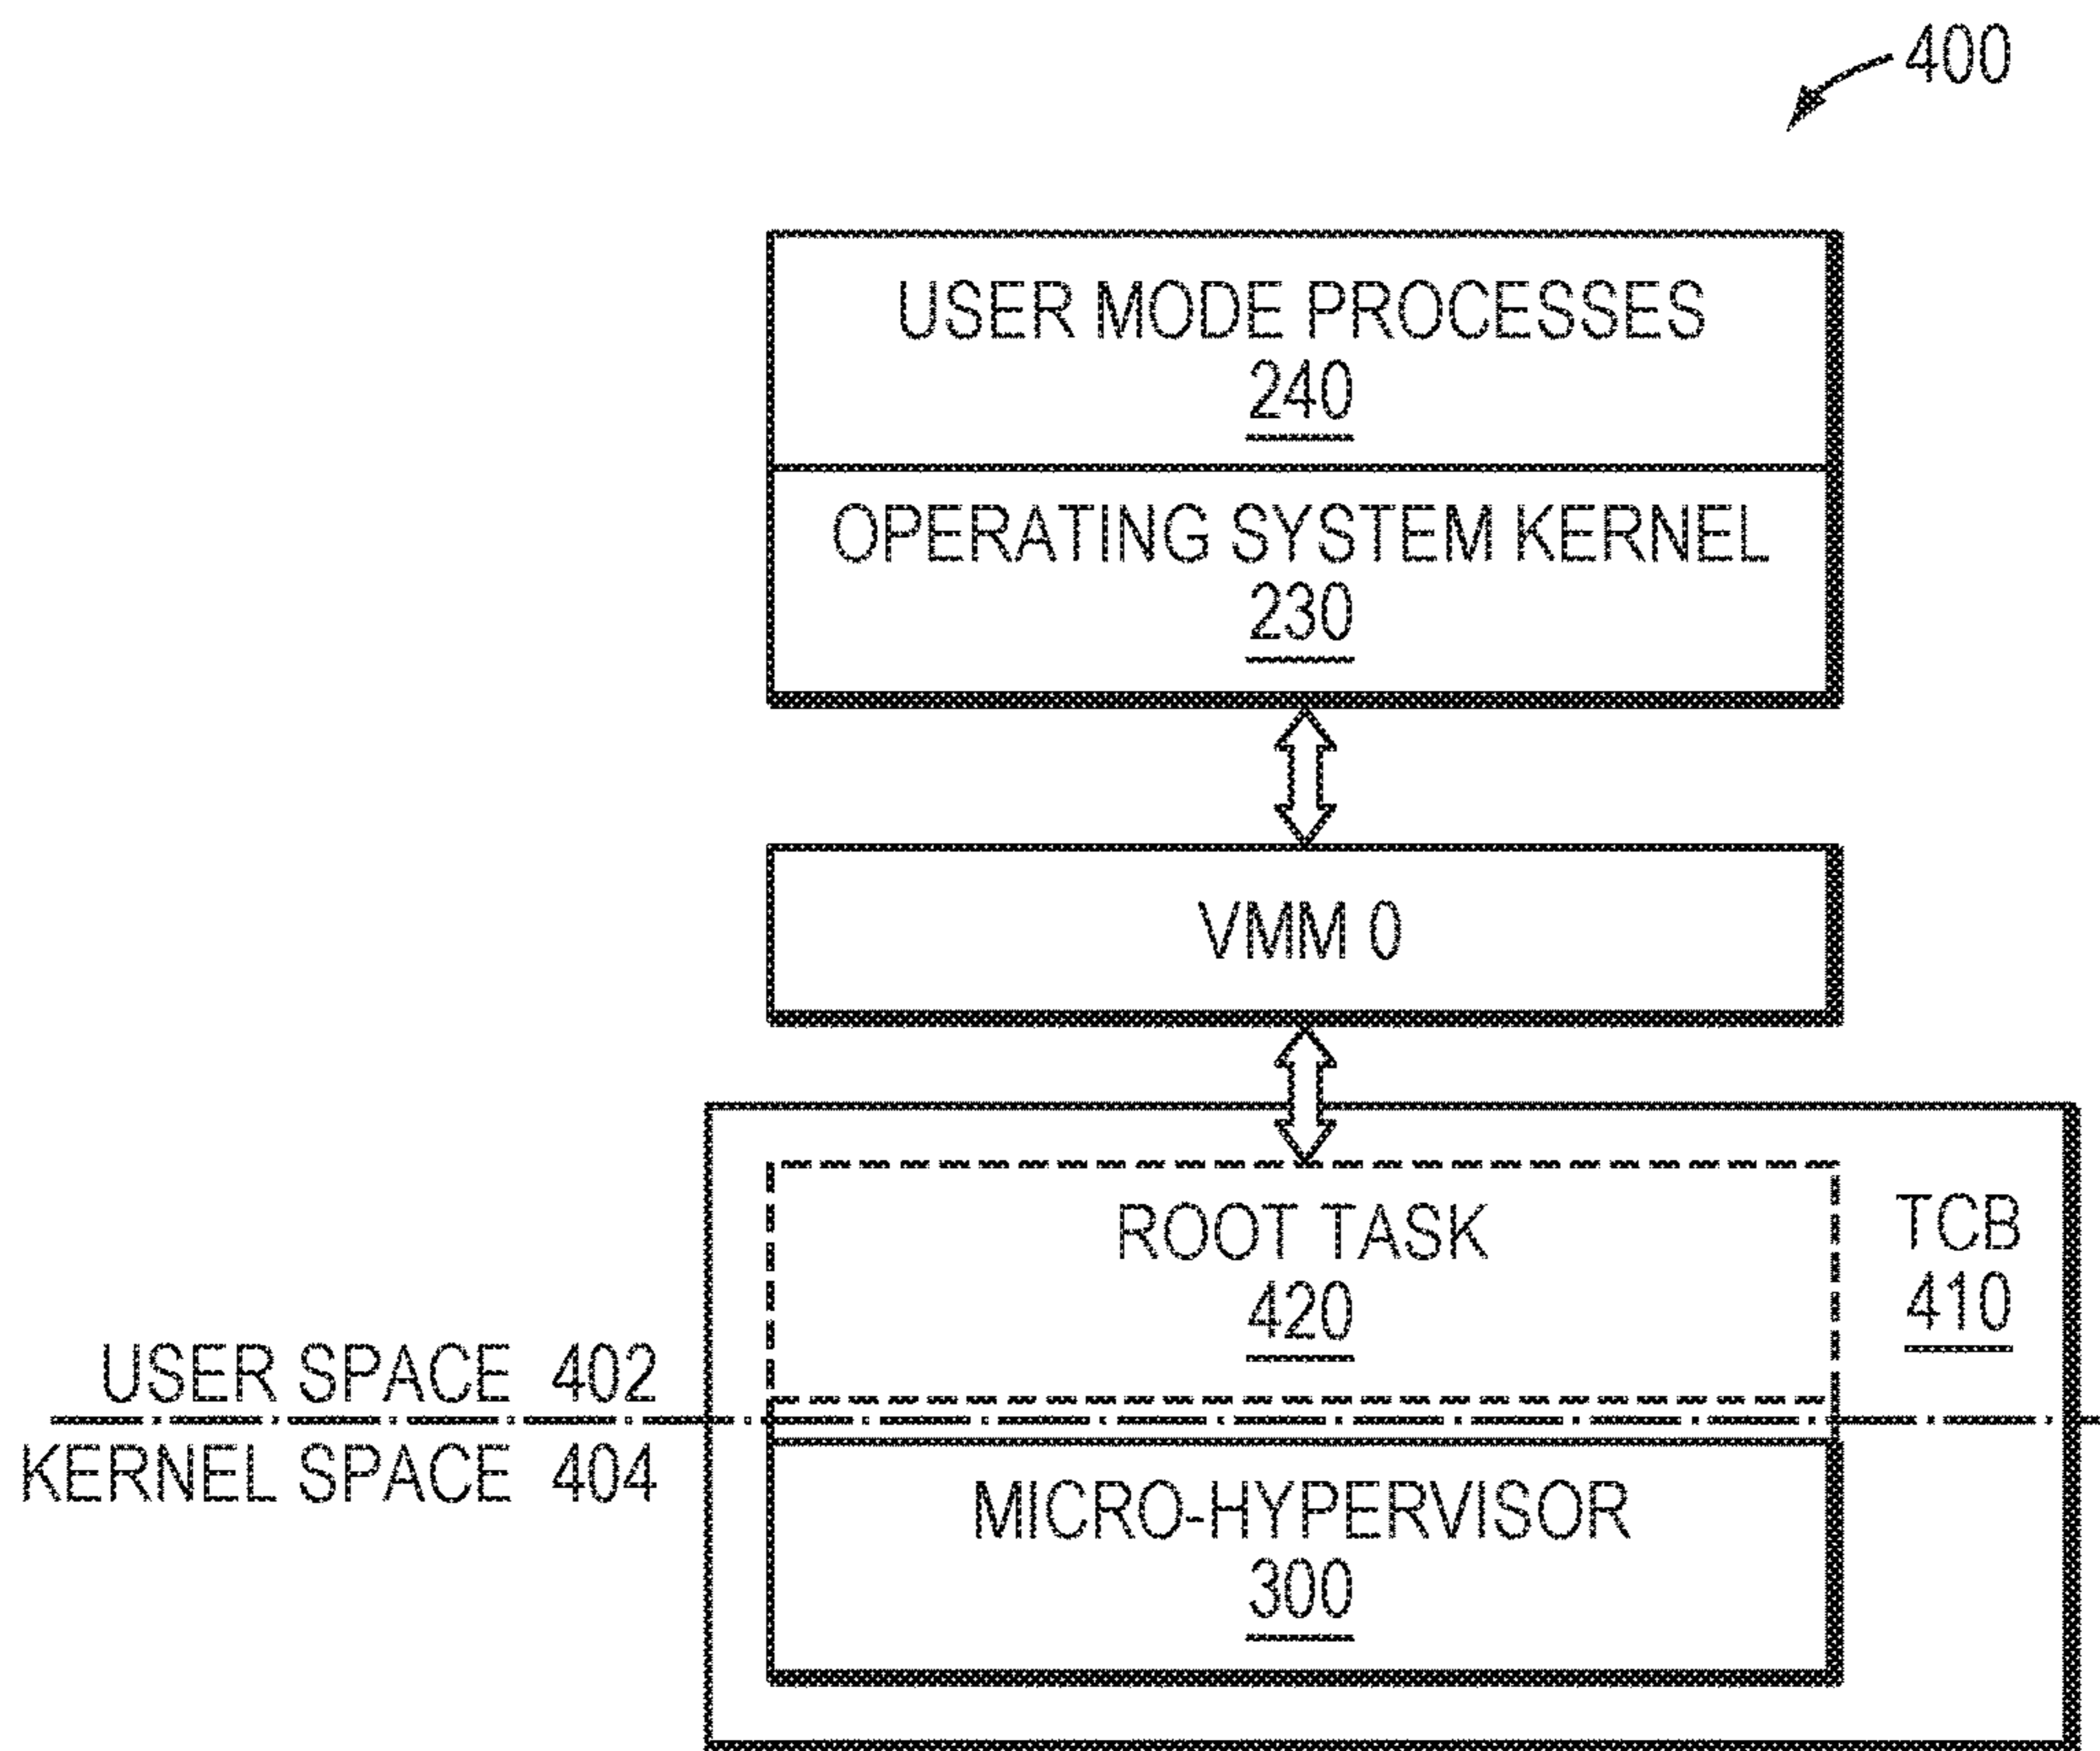 400
USER MODE PROCESSES
240
OPERATING SYSTEM KERNEL
230
VMM 0
ROOT TASK
420
TCB
410
USER SPACE 402
KERNEL SPACE 404
MICRO-HYPERVISOR
300